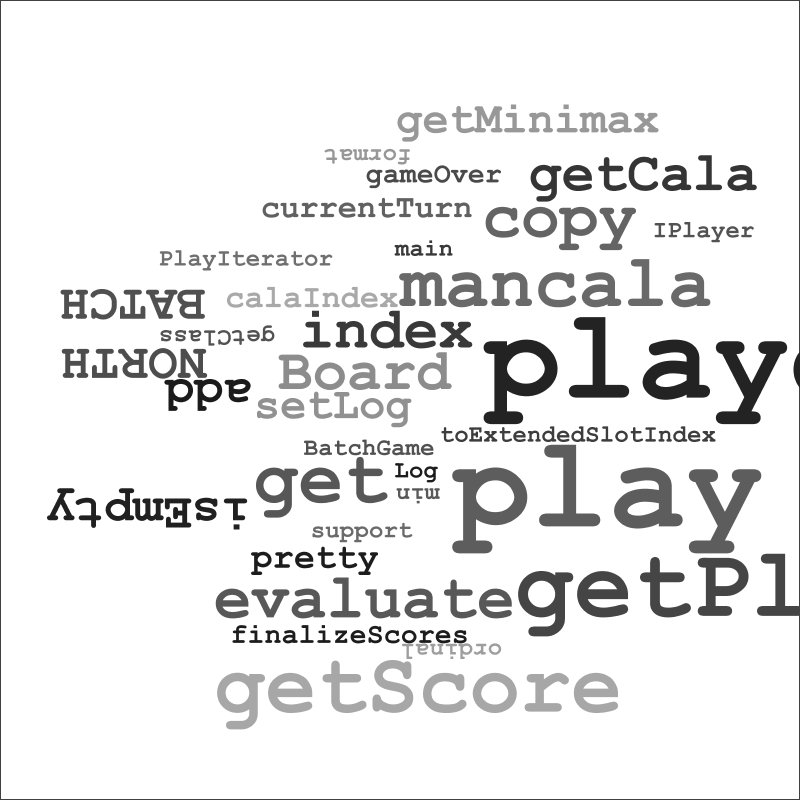 getMinimax
format
gameOver
getCala
currentTurn
copy
IPlayer
main
PlayIterator
mancala
BATCH
calaIndex
index
getClass
NORTH
Board
play
add
setLog
toExtendedSlotIndex
BatchGame
get
Log
min
play
isEmpty
support
pretty
evaluate
getPl
finalizeScores
ordinal
getScore